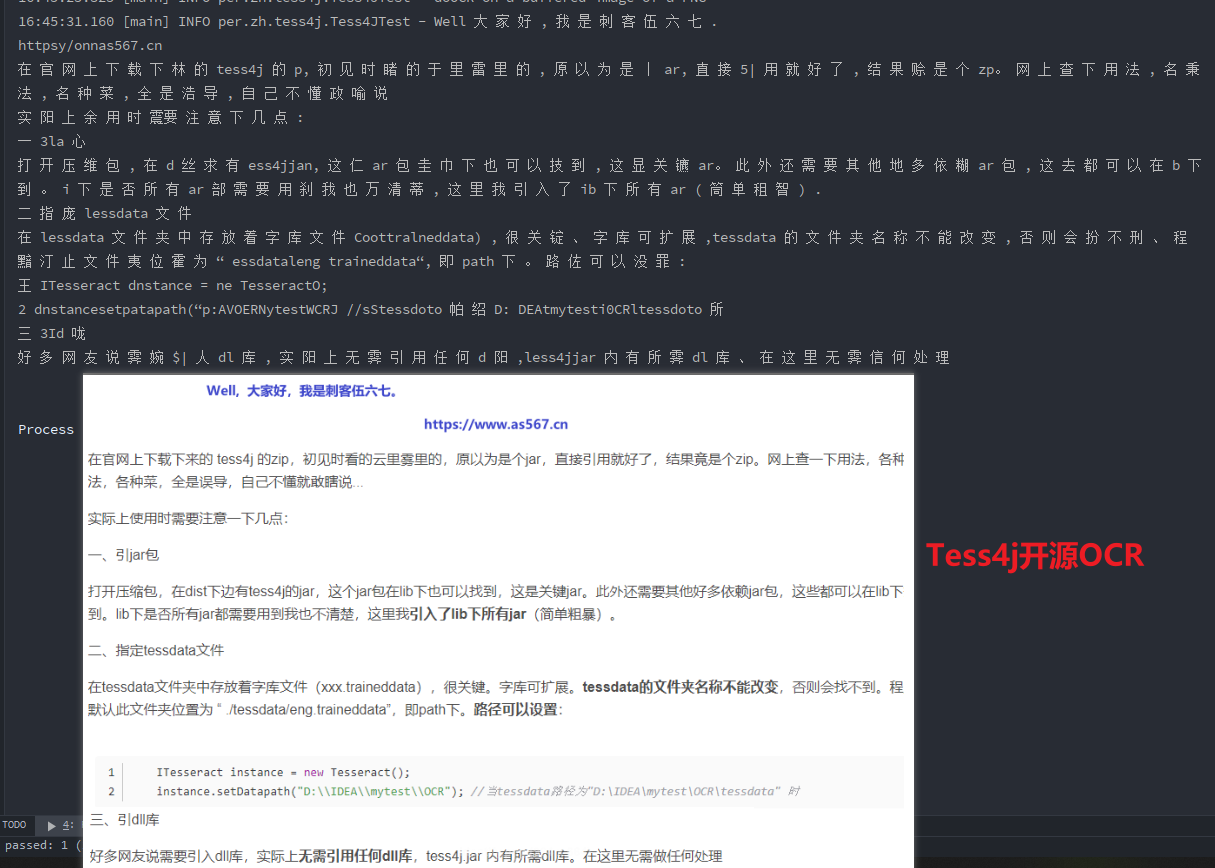 16:45:31.160 [main] INFO per.zh.tess4j.Tess4JTest - Well 大 家 好 , 我 是 刺 客 伍 六 七 .
httpsy/onnas567.cn
在 官 网 上 下 载 下 林 的 tess4j 的 p, 初 见 时 睹 的 于 里 雷 里 的 , 原 以 为 是 丨 ar, 直 接 5| 用 就 好 了 , 结 果 赊 是 个 zp。 网 上 查 下 用 法 , 名 秉
法 , 名 种 菜 , 全 是 浩 导 , 自 己 不 懂 政 喻 说
实 阳 上 余 用 时 霜要 注 意 下 几 点 :
一 3la 心
打 开 压 维 包 , 在 d 丝 求 有 ess4jjan, 这 仁 ar 包 圭 巾 下 也 可 以 技 到 , 这 显 关 镳 ar。 此 外 还 需 要 其 他 地 多 依 糊 ar 包 , 这 去 都 可 以 在 b 下
到 。 i 下 是 否 所 有 ar 部 需 要 用 刹 我 也 万 清 蒂 , 这 里 我 引 入 了 ib 下 所 有 ar ( 简 单 租 智 ) .
二 指 庞 lessdata 文 件
在 lessdata 文 件 夹 中 存 放 着 字 库 文 件 Coottralneddata) , 很 关 锭 、 字 库 可 扩 展 ,tessdata 的 文 件 夹 名 称 不 能 改 变 , 否 则 会 扮 不 刑 、 程
黯 汀 止 文 件 夷 位 霍 为 “ essdataleng traineddata“, 即 path 下 。 路 佐 可 以 没 罪 :
王 ITesseract dnstance = ne TesseractO;
2 dnstancesetpatapath(“p:AVOERNytestWCRJ //sStessdoto 帕 绍 D: DEAtmytesti0CRltessdoto 所
三 3Id 咙
好 多 网 友 说 霁 婉 $| 人 dl 库 , 实 阳 上 无 霁 引 用 任 何 d 阳 ,less4jjar 内 有 所 霁 dl 库 、 在 这 里 无 霁 信 何 处 理
Process
Well，大家好，我是刺客伍六七。
https://www.as567.cn
在官网上下载下来的 tess4j 的zip，初见时看的云里雾里的，原以为是个jar，直接引用就好了，结果竟是个zip。网上查一下用法，各种
法，各种菜，全是误导，自己不懂就敢瞎说...
实际上使用时需要注意一下几点：
一、引jar包
打开压缩包，在dist下边有tess4j的jar，这个jar包在lib下也可以找到，这是关键jar。此外还需要其他好多依赖jar包，这些都可以在lib下
到。lib下是否所有jar都需要用到我也不清楚，这里我引入了lib下所有jar（简单粗暴）。
二、指定tessdata文件
在tessdata文件夹中存放着字库文件（xxx.traineddata），很关键。字库可扩展。tessdata的文件夹名称不能改变，否则会找不到。程
默认此文件夹位置为 “ ./tessdata/eng.traineddata”，即path下。路径可以设置：
1 ITesseract instance = new Tesseract();
2 instance.setDatapath("D:\\IDEA\\mytest\\OCR"); //当tessdata路径为"D:\IDEA\mytest\OCR\tessdata" 时
三、引dll库
好多网友说需要引入dll库，实际上无需引用任何dll库，tess4j.jar 内有所需dll库。在这里无需做任何处理
Tess4j开源OCR
TODO 4:
passed: 1 (